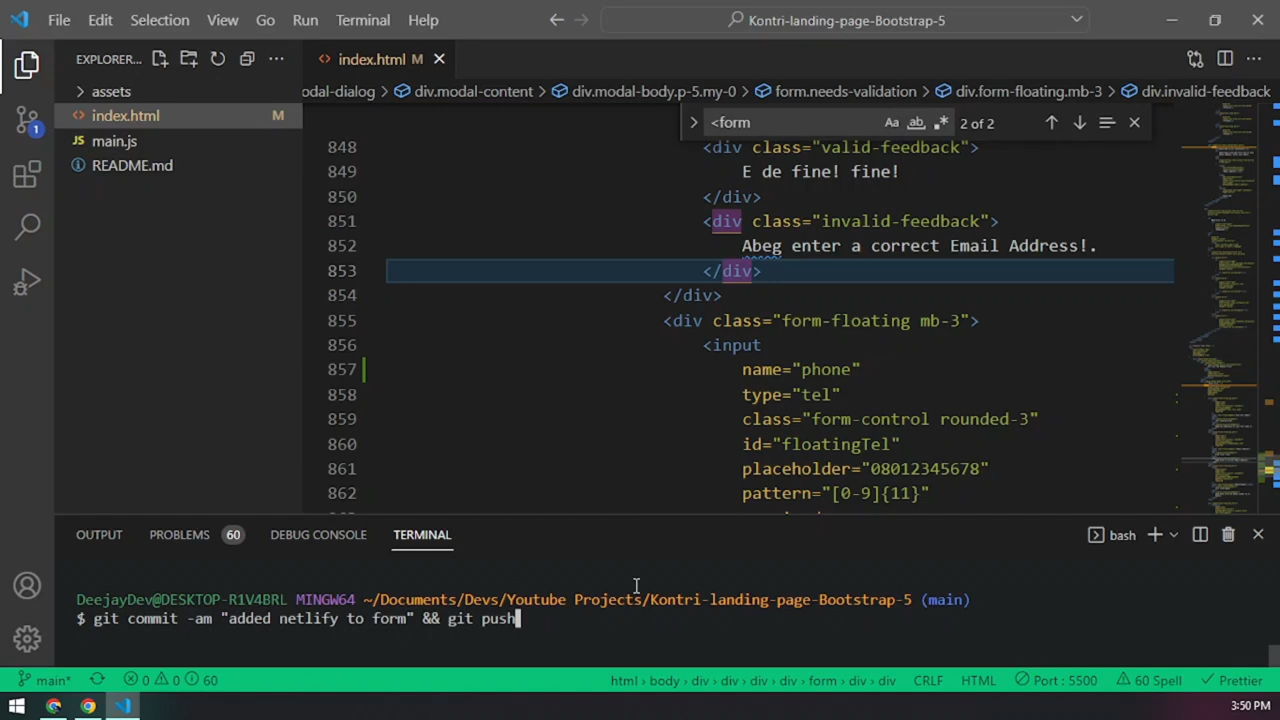 File Edit Selection View Go Run Terminal Help
Kontri-landing-page-Bootstrap-5
EXPLORER...
index.html M
assets
index.html M
main.js
README.md
odal-dialog > div.modal-content > div.modal-body.p-5.my-0 > form.needs-validation > div.form-floating.mb-3 > div.invalid-feedback
<form Aa ab .* 2 of 2
848 <div class="valid-feedback">
849 E de fine! fine!
850 </div>
851 <div class="invalid-feedback">
852 Abeg enter a correct Email Address!.
853 </div>
854 </div>
855 <div class="form-floating mb-3">
856 <input
857 name="phone"
858 type="tel"
859 class="form-control rounded-3"
860 id="floatingTel"
861 placeholder="08012345678"
862 pattern="[0-9]{11}"
OUTPUT PROBLEMS 60 DEBUG CONSOLE TERMINAL bash
DeejayDev@DESKTOP-R1V4BRL MINGW64 ~/Documents/Devs/Youtube Projects/Kontri-landing-page-Bootstrap-5 (main)
$ git commit -am "added netlify to form" && git push
main* 0 0 60 html > body > div > div > div > div > form > div > div CRLF HTML Port : 5500 60 Spell Prettier
3:50 PM
1